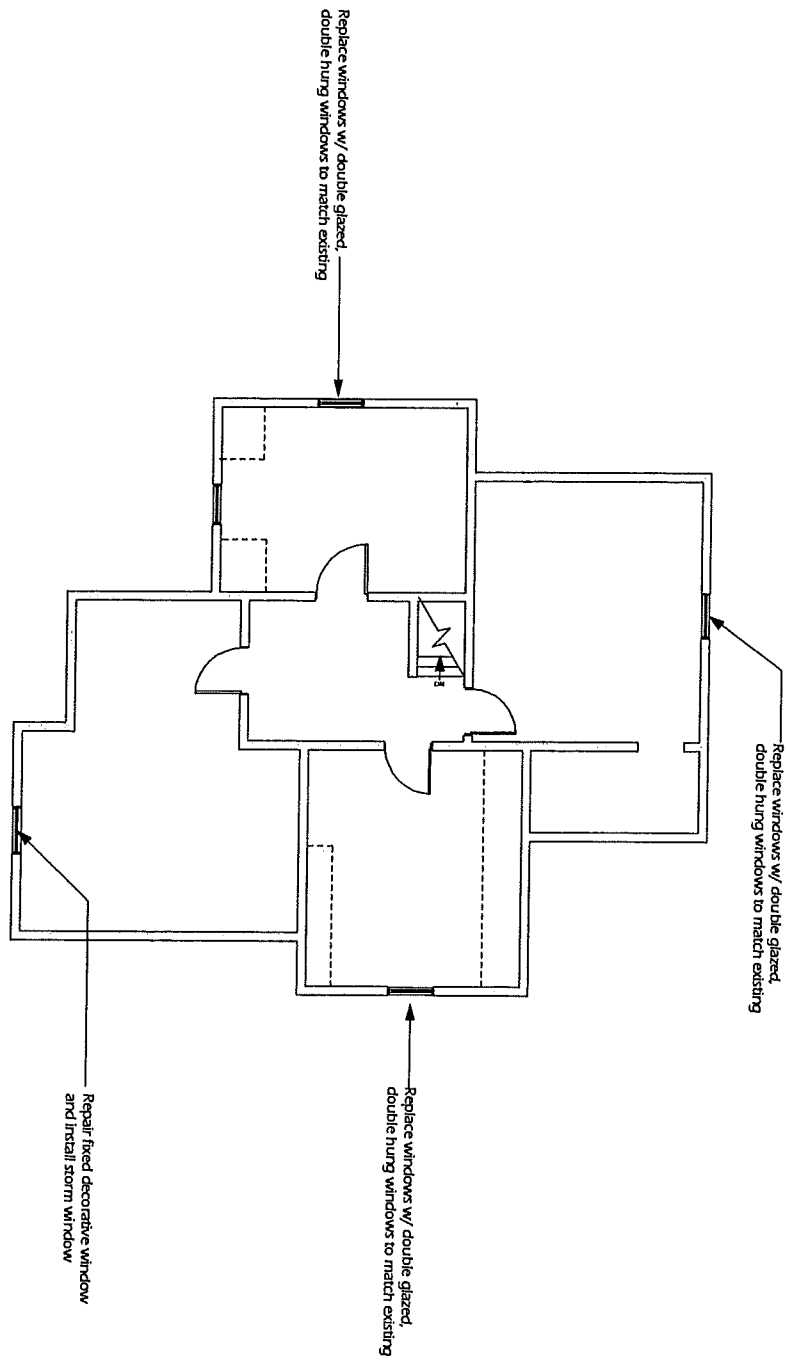 Replace windows w/ double glazed,
double hung windows to match existing
Replace windows w/ double glazed,
double hung windows to match existing
DN
Replace windows w/ double glazed,
double hung windows to match existing
Repair fixed decorative window
and install storm window